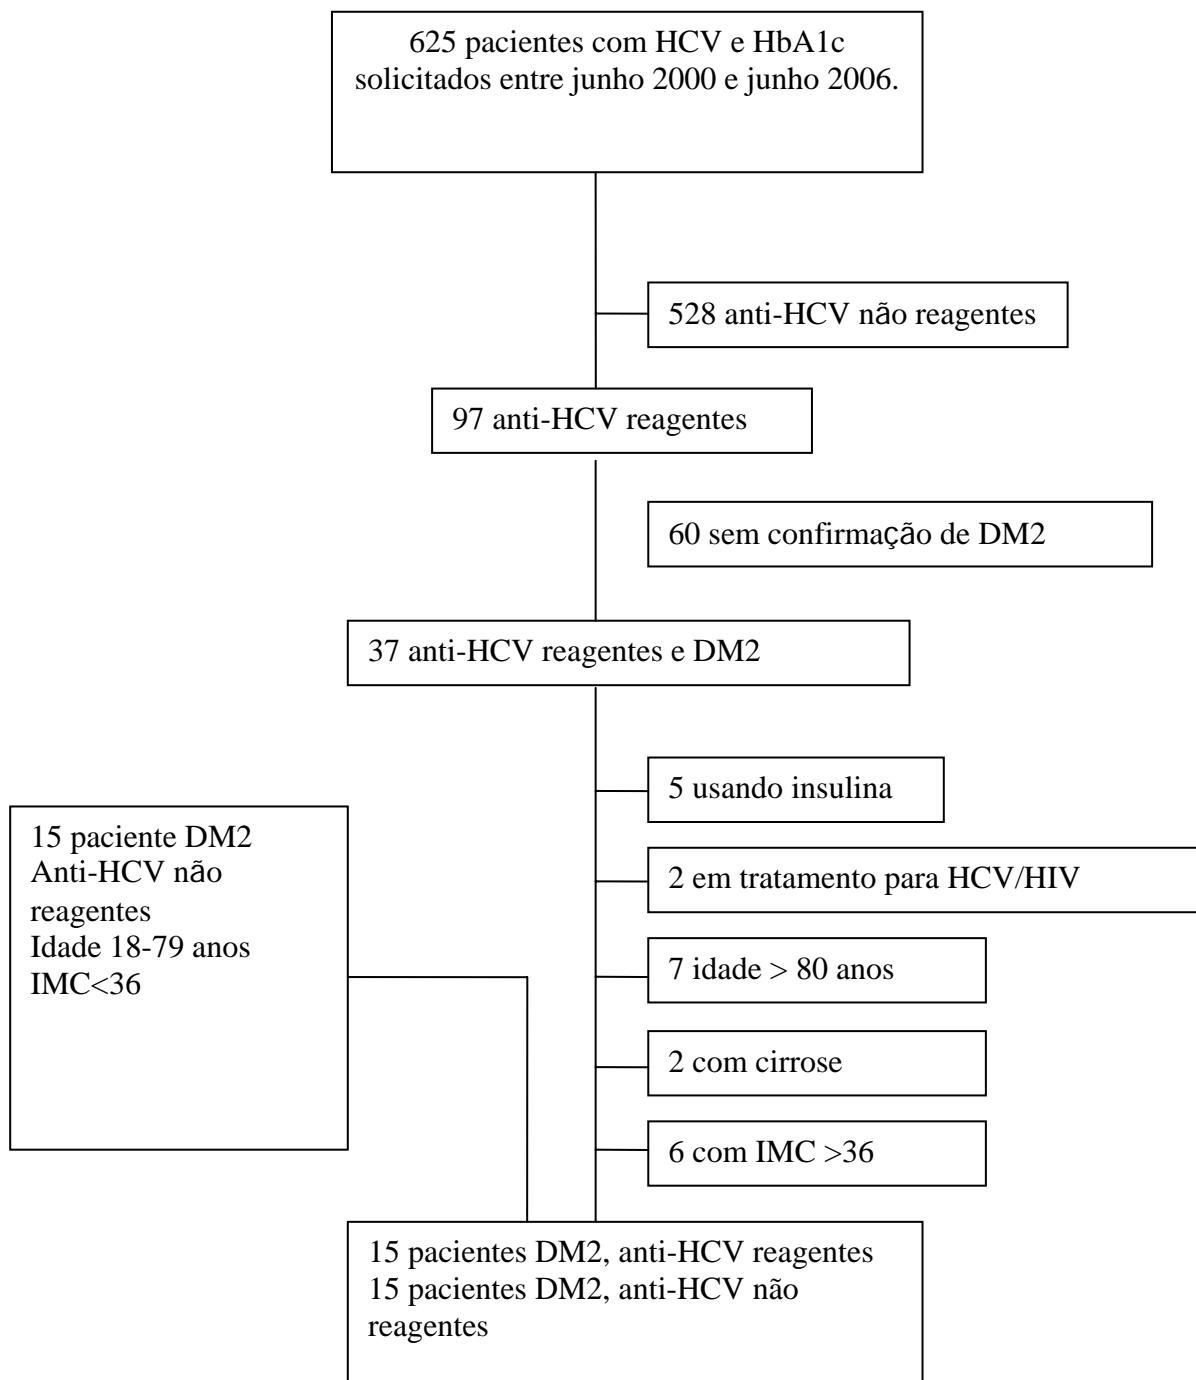 625 pacientes com HCV e HbA1c
solicitados entre junho 2000 e junho 2006.
528 anti-HCV não reagentes
97 anti-HCV reagentes
60 sem confirmação de DM2
37 anti-HCV reagentes e DM2
5 usando insulina
15 paciente DM2
Anti-HCV não
reagentes
Idade 18-79 anos
IMC<36
2 em tratamento para HCV/HIV
7 idade > 80 anos
2 com cirrose
6 com IMC >36
15 pacientes DM2, anti-HCV reagentes
15 pacientes DM2, anti-HCV não
reagentes